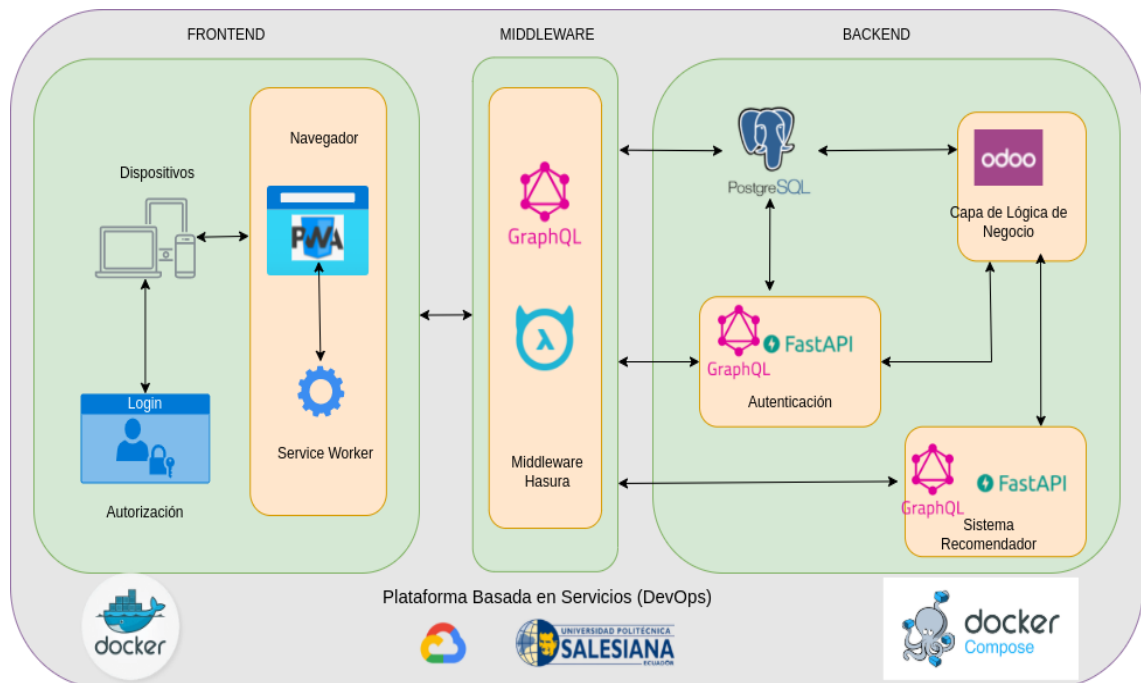 FRONTEND
MIDDLEWARE
BACKEND
Navegador
Dispositivos
PWA
Login
Service Worker
Autorización
GraphQL
λ
Middleware
Hasura
PostgreSQL
odoo
Capa de Lógica de
Negocio
GraphQL
FastAPI
Autenticación
GraphQL
FastAPI
Sistema
Recomendador
docker
Plataforma Basada en Servicios (DevOps)
UNIVERSIDAD POLITÉCNICA
SALESIANA
ECUADOR
docker
Compose